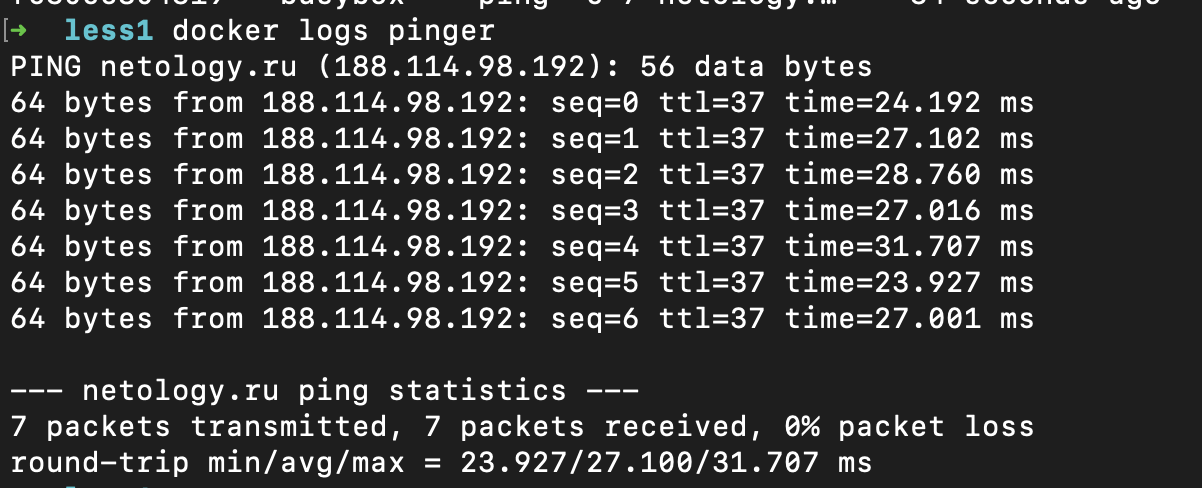 ➜ less1 docker logs pinger
PING netology.ru (188.114.98.192): 56 data bytes
64 bytes from 188.114.98.192: seq=0 ttl=37 time=24.192 ms
64 bytes from 188.114.98.192: seq=1 ttl=37 time=27.102 ms
64 bytes from 188.114.98.192: seq=2 ttl=37 time=28.760 ms
64 bytes from 188.114.98.192: seq=3 ttl=37 time=27.016 ms
64 bytes from 188.114.98.192: seq=4 ttl=37 time=31.707 ms
64 bytes from 188.114.98.192: seq=5 ttl=37 time=23.927 ms
64 bytes from 188.114.98.192: seq=6 ttl=37 time=27.001 ms

--- netology.ru ping statistics ---
7 packets transmitted, 7 packets received, 0% packet loss
round-trip min/avg/max = 23.927/27.100/31.707 ms